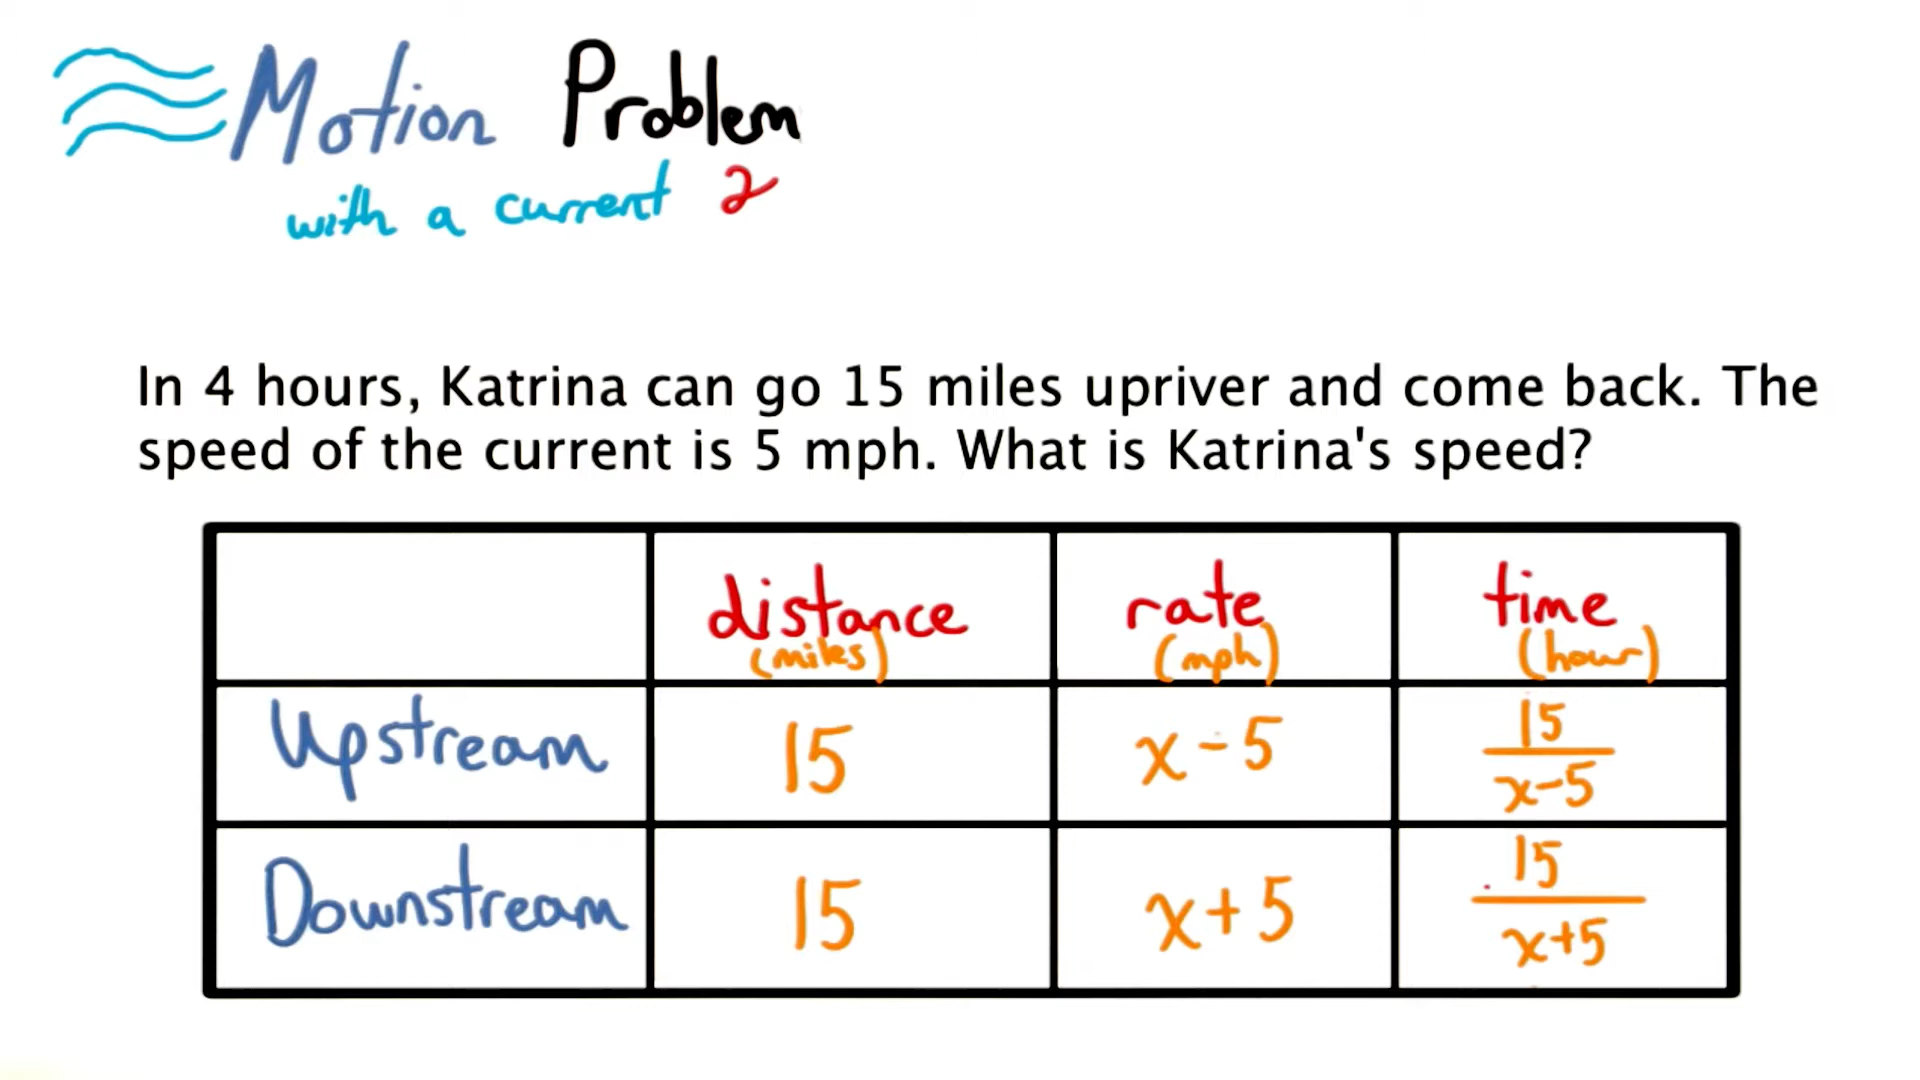 Motion Problem
with a current 2
In 4 hours, Katrina can go 15 miles upriver and come back. The
speed of the current is 5 mph. What is Katrina's speed?
distance rate time
(miles) (mph) (hour)
Upstream 15 x-5 15/x-5
Downstream 15 x+5 15/x+5